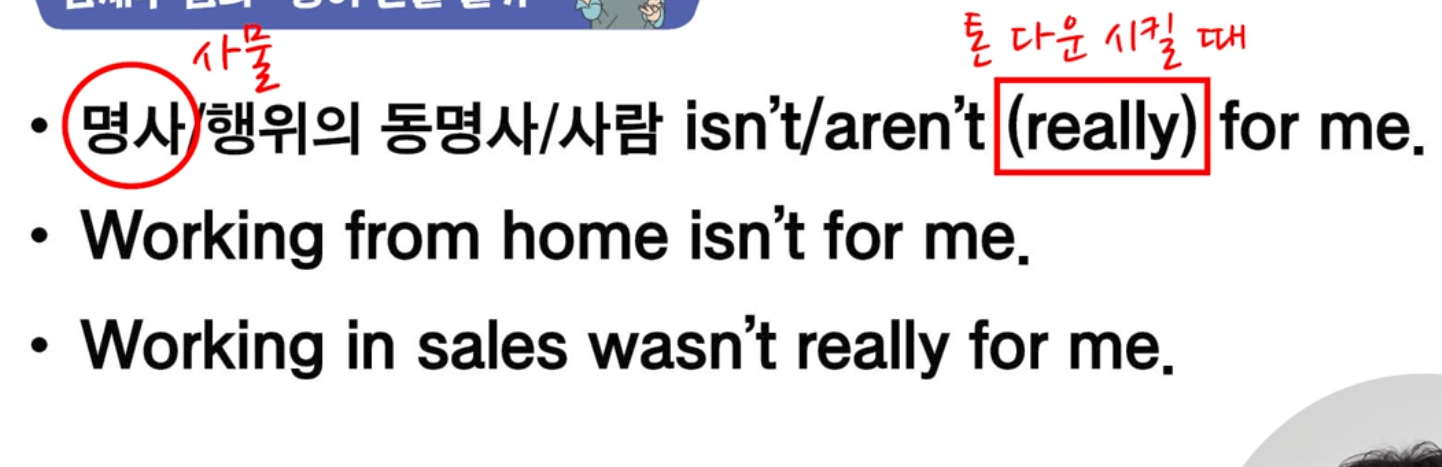 사물
톤 다운 시킬 때
• 명사/행위의 동명사/사람 isn’t/aren’t (really) for me.
• Working from home isn’t for me.
• Working in sales wasn’t really for me.